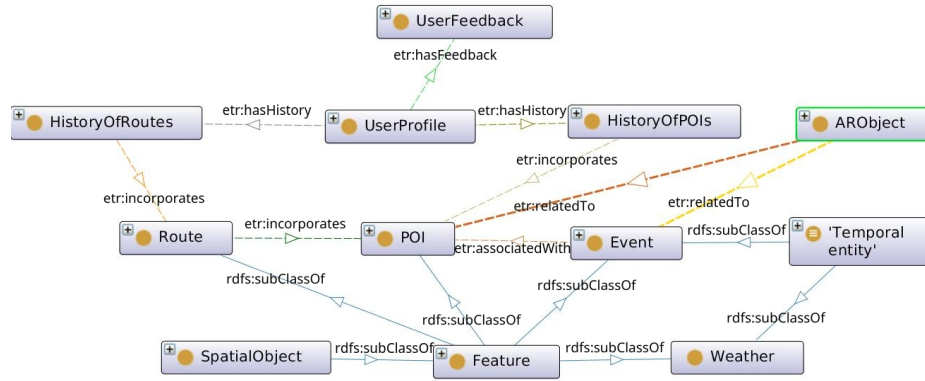 UserFeedback
etr:hasFeedback
etr:hasHistory
etr:hasHistory
HistoryOfRoutes
UserProfile
HistoryOfPOIs
ARObject
etr:incorporates
etr:incorporates
etr:relatedTo
etr:relatedTo
Route
etr:incorporates
POI
etr:associatedWith
Event
rdfs:subClassOf
'Temporal
entity'
rdfs:subClassOf
rdfs:subClassOf
rdfs:subClassOf
rdfs:subClassOf
SpatialObject
rdfs:subClassOf
Feature
rdfs:subClassOf
Weather